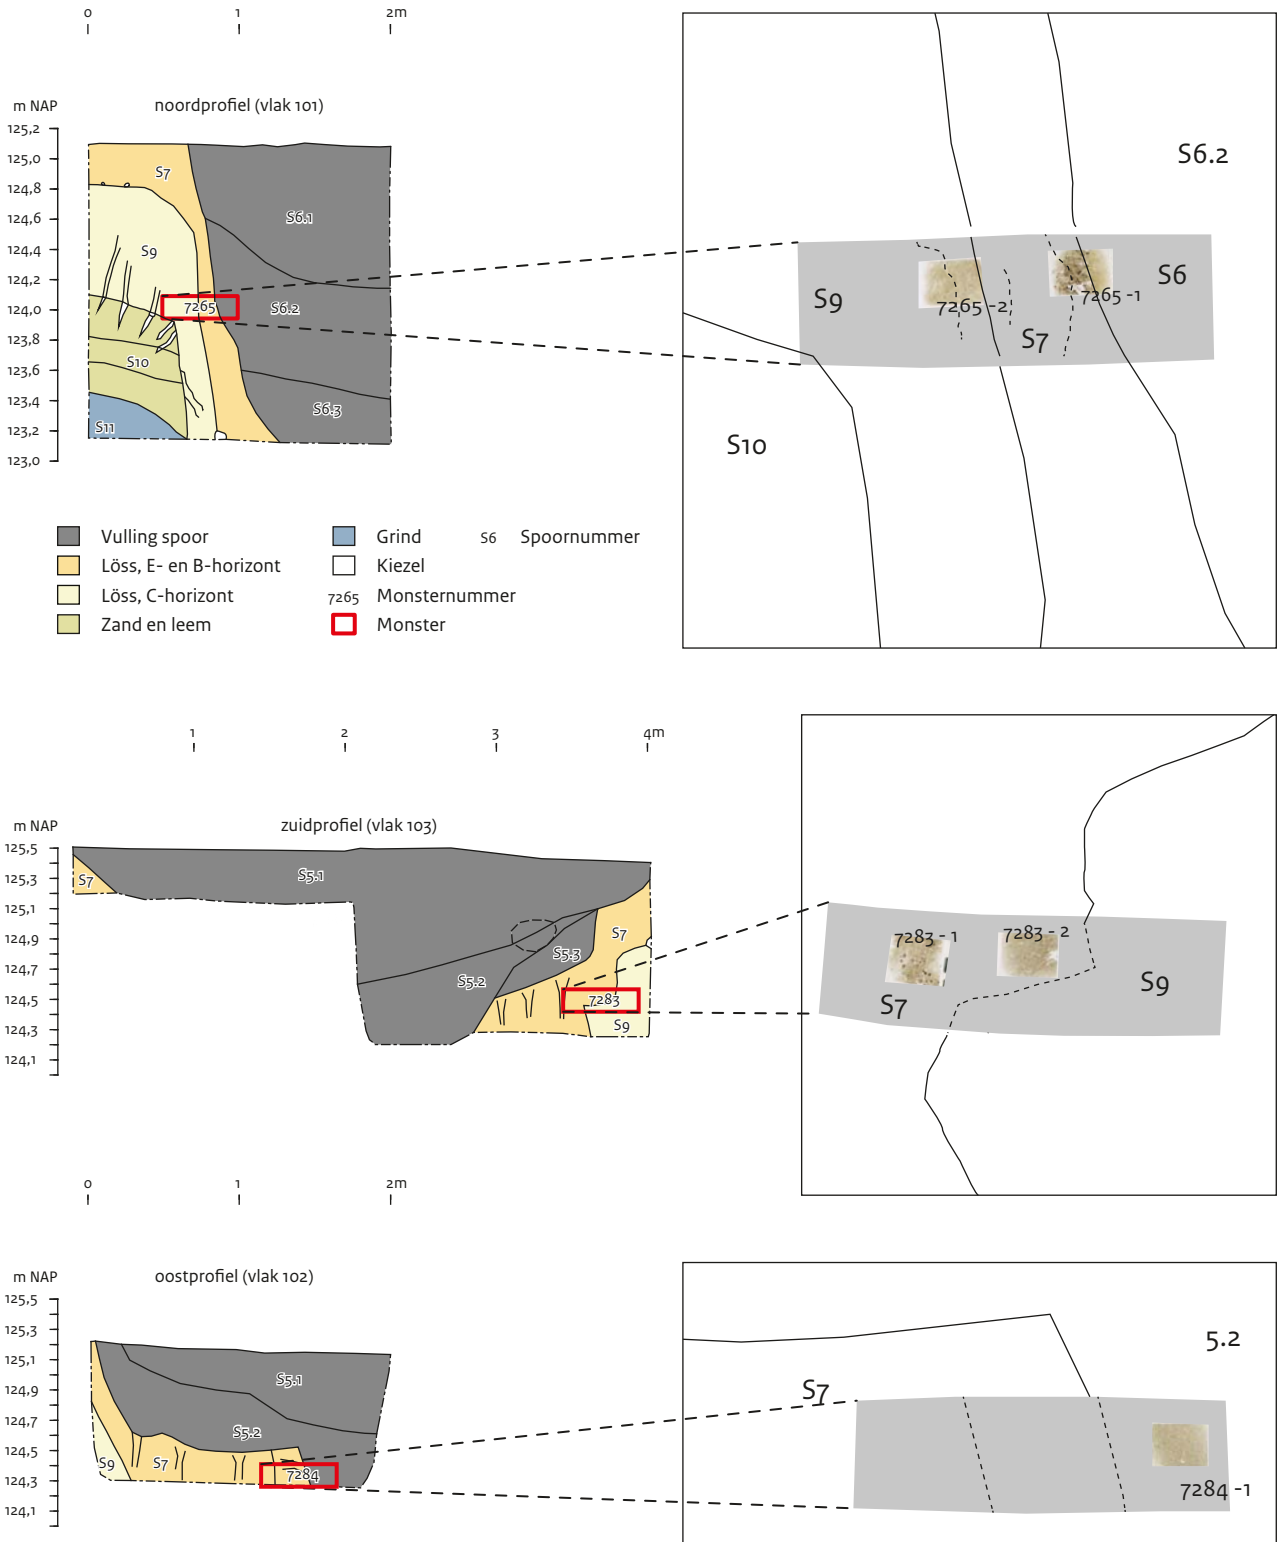 0 1 2m
m NAP noordprofiel (vlak 101)
125,2
125,0
124,8
124,6
124,4
124,2
124,0
123,8
123,6
123,4
123,2
123,0
S7
S6.1
S9
7265
S6.2
S10
S6.3
S11
S6.2
S9
7265 -2
S7
7265 -1
S6
S10
Vulling spoor
Löss, E- en B-horizont
Löss, C-horizont
Zand en leem
Grind
Kiezel
7265 Monsternummer
Monster
S6 Spoornummer
1 2 3 4m
m NAP zuidprofiel (vlak 103)
125,5
125,3
125,1
124,9
124,7
124,5
124,3
124,1
S7
S5.1
S7
S5.3
S5.2
7283
S9
7283 - 1
7283 - 2
S7
S9
0 1 2m
m NAP oostprofiel (vlak 102)
125,5
125,3
125,1
124,9
124,7
124,5
124,3
124,1
S5.1
S5.2
S9
S7
7284
5.2
S7
7284 -1